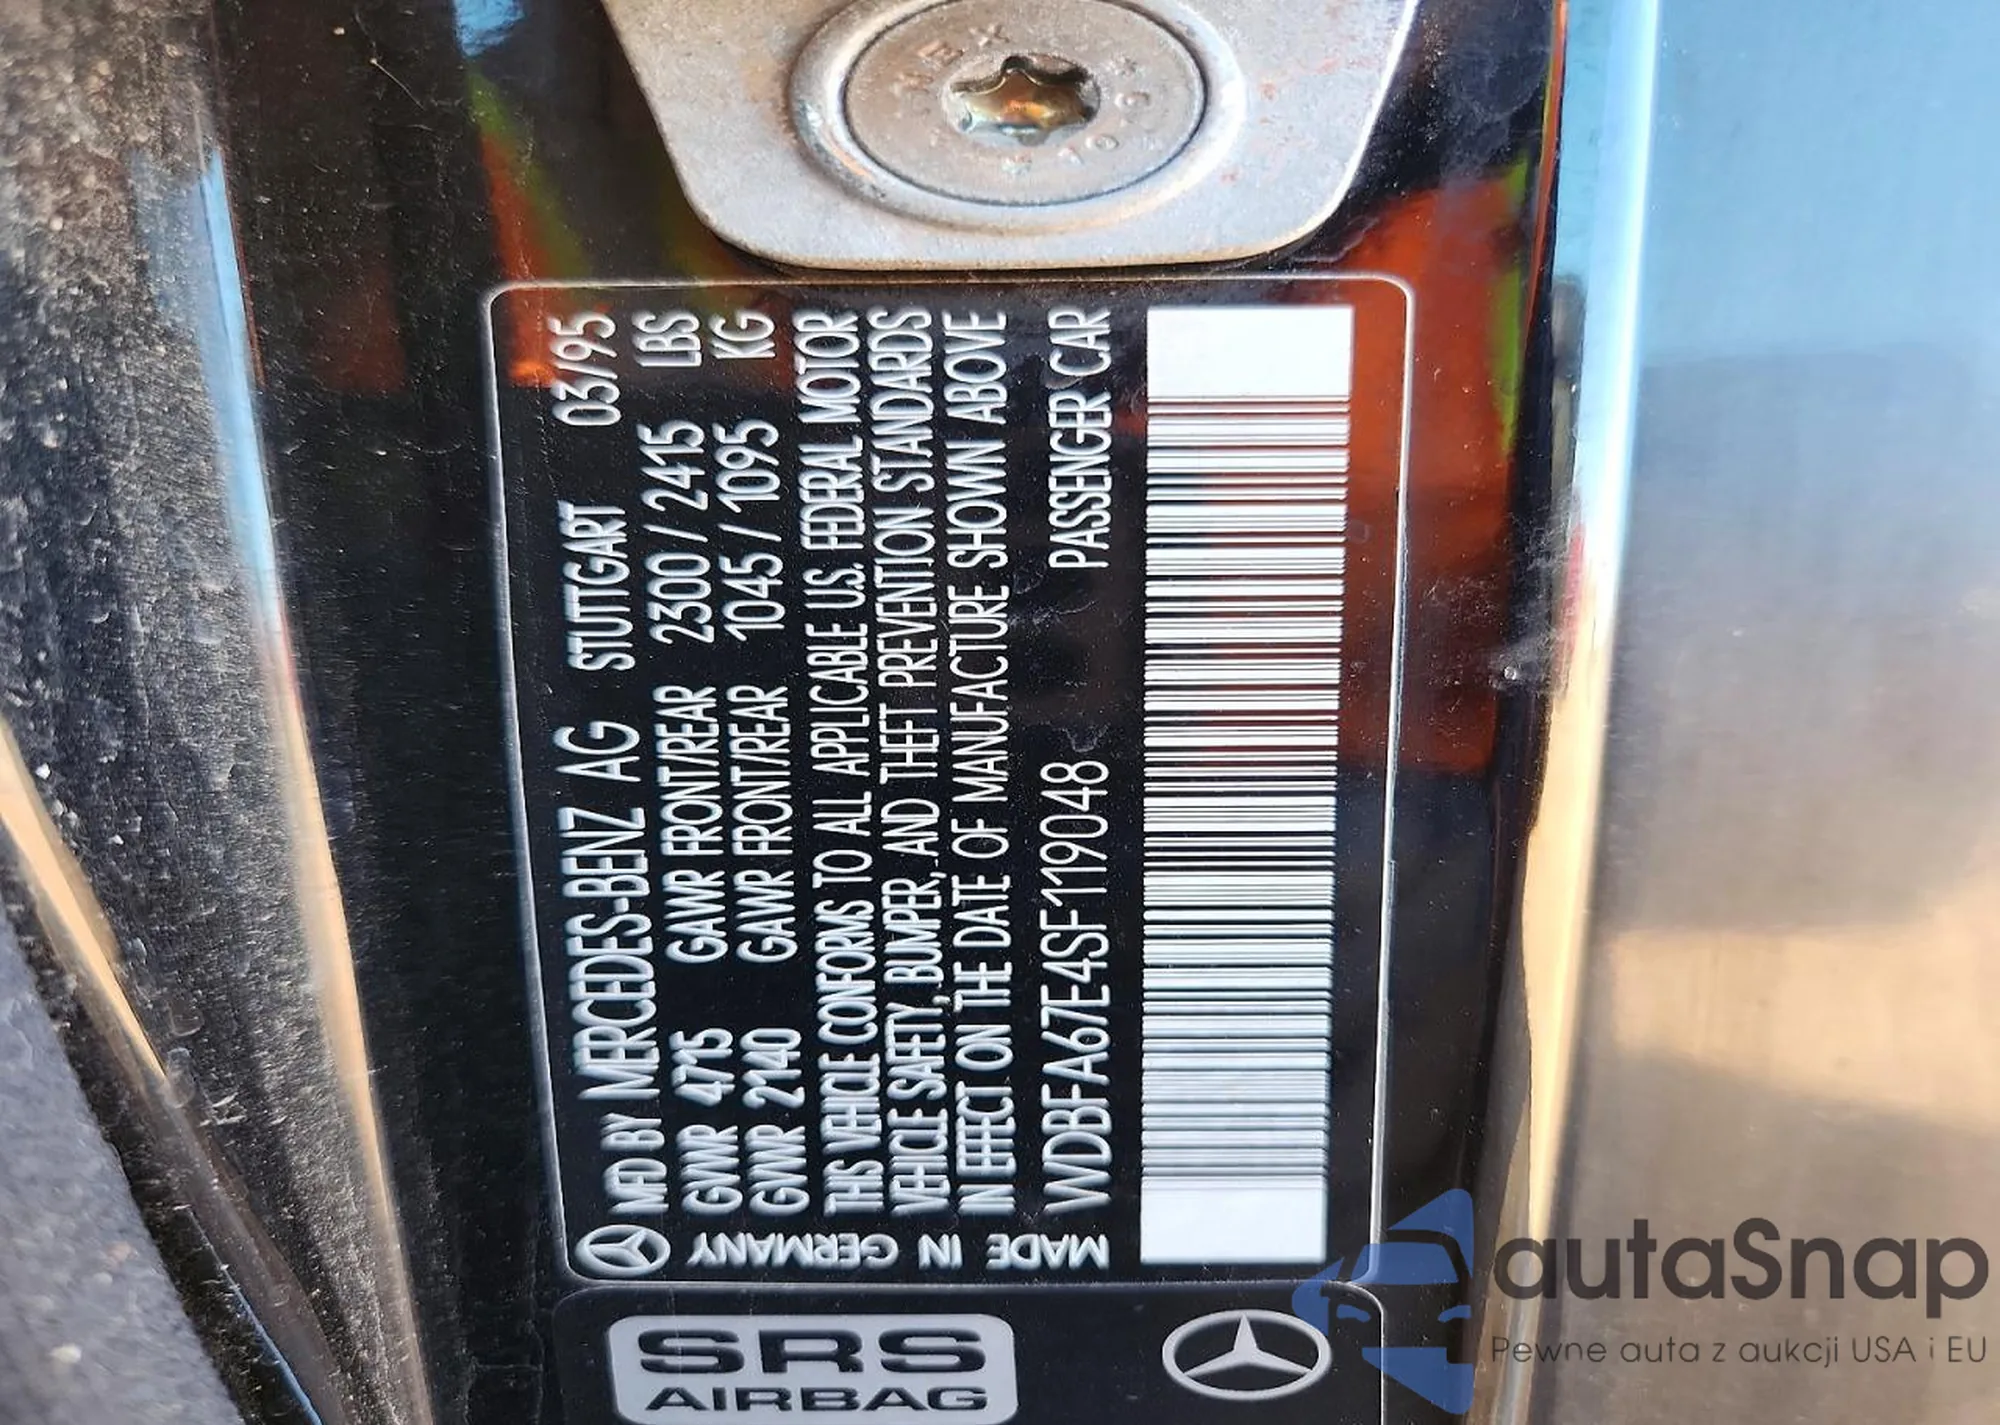 MFD BY MERCEDES-BENZ AG STUTTGART 03/95
GWWR 4715 GAWR FRONT/REAR 2300 / 2415 LBS
GVWR 2140 GAWR FRONT/REAR 1045 / 1095 KG
THIS VEHICLE CONFORMS TO ALL APPLICABLE U.S. FEDERAL MOTOR
VEHICLE SAFETY, BUMPER, AND THEFT PREVENTION STANDARDS
IN EFFECT ON THE DATE OF MANUFACTURE SHOWN ABOVE
WDBFA67E4SF119048 PASSENGER CAR
MADE IN GERMANY
SRS
AIRBAG
autaSnap
Pewne auta z aukcji USA i EU